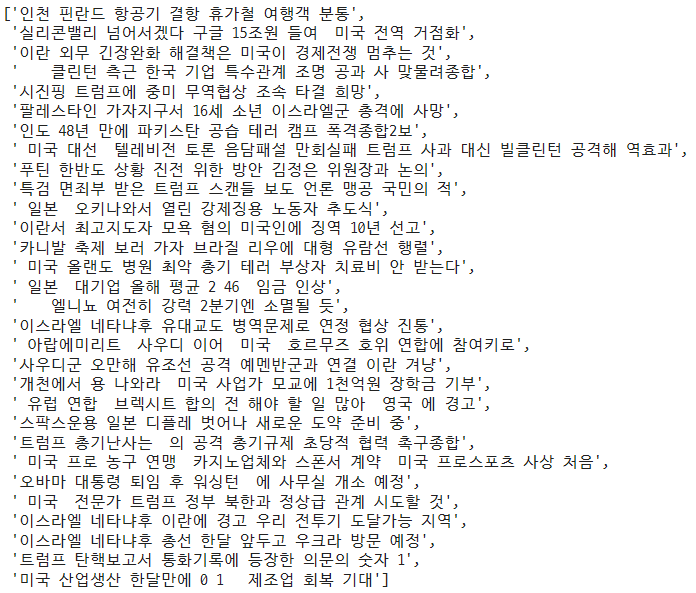 ['인천 핀란드 항공기 결항 휴가철 여행객 분통',
'실리콘밸리 넘어서겠다 구글 15조원 들여  미국 전역 거점화',
'이란 외무 긴장완화 해결책은 미국이 경제전쟁 멈추는 것',
'   클린턴 측근 한국 기업 특수관계 조명 공과 사 맞물려종합',
'시진핑 트럼프에 중미 무역협상 조속 타결 희망',
'팔레스타인 가자지구서 16세 소년 이스라엘군 총격에 사망',
'인도 48년 만에 파키스탄 공습 테러 캠프 폭격종합2보',
' 미국 대선  텔레비전 토론 음담패설 만회실패 트럼프 사과 대신 빌클린턴 공격해 역효과',
'푸틴 한반도 상황 진전 위한 방안 김정은 위원장과 논의',
'특검 면죄부 받은 트럼프 스캔들 보도 언론 맹공 국민의 적',
' 일본  오키나와서 열린 강제징용 노동자 추도식',
'이란서 최고지도자 모욕 혐의 미국인에 징역 10년 선고',
'카니발 축제 보러 가자 브라질 리우에 대형 유람선 행렬',
' 미국 올랜도 병원 최악 총기 테러 부상자 치료비 안 받는다',
' 일본  대기업 올해 평균 2 46  임금 인상',
'   엘니뇨 여전히 강력 2분기엔 소멸될 듯',
'이스라엘 네타냐후 유대교도 병역문제로 연정 협상 진통',
' 아랍에미리트  사우디 이어  미국  호르무즈 호위 연합에 참여키로',
'사우디군 오만해 유조선 공격 예멘반군과 연결 이란 겨냥',
'개천에서 용 나와라  미국 사업가 모교에 1천억원 장학금 기부',
' 유럽 연합  브렉시트 합의 전 해야 할 일 많아  영국 에 경고',
'스팍스운용 일본 디플레 벗어나 새로운 도약 준비 중',
'트럼프 총기난사는  의 공격 총기규제 초당적 협력 촉구종합',
' 미국 프로 농구 연맹  카지노업체와 스폰서 계약  미국 프로스포츠 사상 처음',
'오바마 대통령 퇴임 후 워싱턴  에 사무실 개소 예정',
' 미국  전문가 트럼프 정부 북한과 정상급 관계 시도할 것',
'이스라엘 네타냐후 이란에 경고 우리 전투기 도달가능 지역',
'이스라엘 네타냐후 총선 한달 앞두고 우크라 방문 예정',
'트럼프 탄핵보고서 통화기록에 등장한 의문의 숫자 1',
'미국 산업생산 한달만에 0 1   제조업 회복 기대']